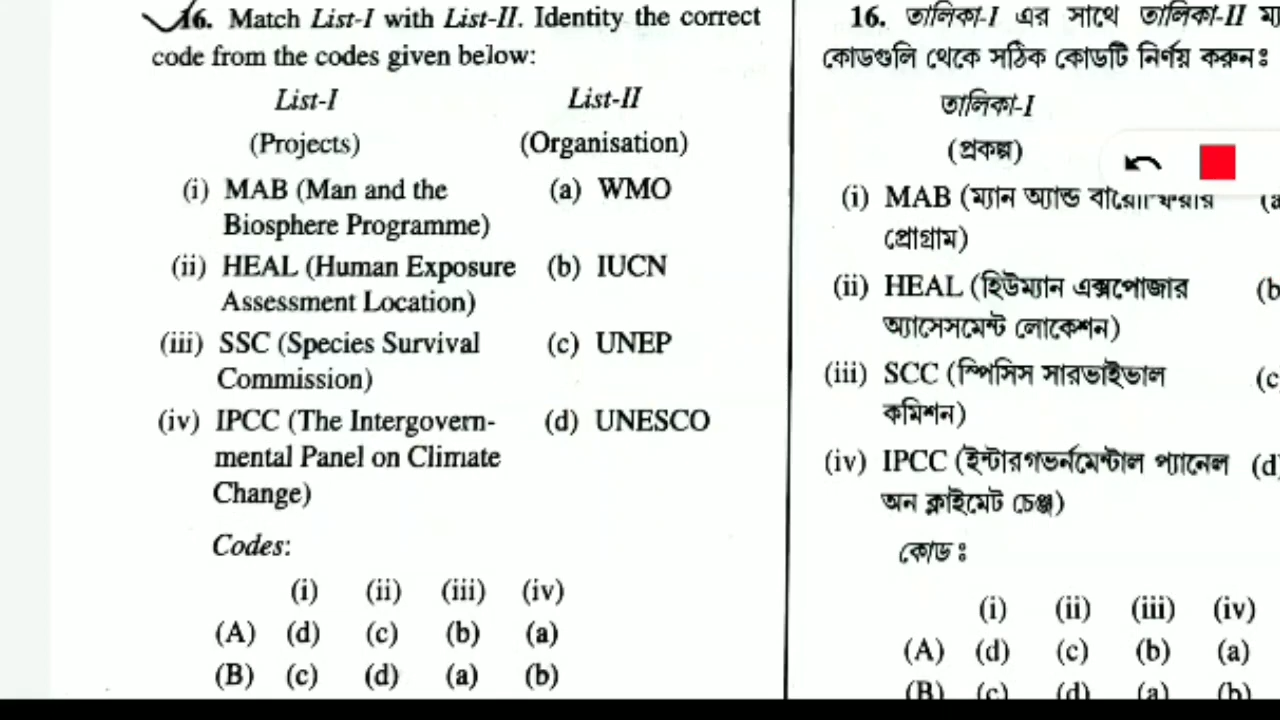 16. Match List-I with List-II. Identity the correct
code from the codes given below:
List-I List-II
(Projects) (Organisation)
(i) MAB (Man and the (a) WMO
Biosphere Programme)
(ii) HEAL (Human Exposure (b) IUCN
Assessment Location)
(iii) SSC (Species Survival (c) UNEP
Commission)
(iv) IPCC (The Intergovern- (d) UNESCO
mental Panel on Climate
Change)
Codes:
(i) (ii) (iii) (iv)
(A) (d) (c) (b) (a)
(B) (c) (d) (a) (b)
16. তালিকা-I এর সাথে তালিকা-II
কোডগুলি থেকে সঠিক কোডটি নির্ণয় করুনঃ
তালিকা-I
(প্রকল্প)
(i) MAB (ম্যান অ্যান্ড
প্রোগ্রাম)
(ii) HEAL (হিউম্যান এক্সপোজার (b
অ্যাসেসমেন্ট লোকেশন)
(iii) SCC (স্পিসিস সারভাইভাল (c
কমিশন)
(iv) IPCC (ইন্টারগভর্নমেন্টাল প্যানেল (d
অন ক্লাইমেট চেঞ্জ)
কোড ঃ
(i) (ii) (iii) (iv)
(A) (d) (c) (b) (a)
(B) (c) (d) (a) (b)